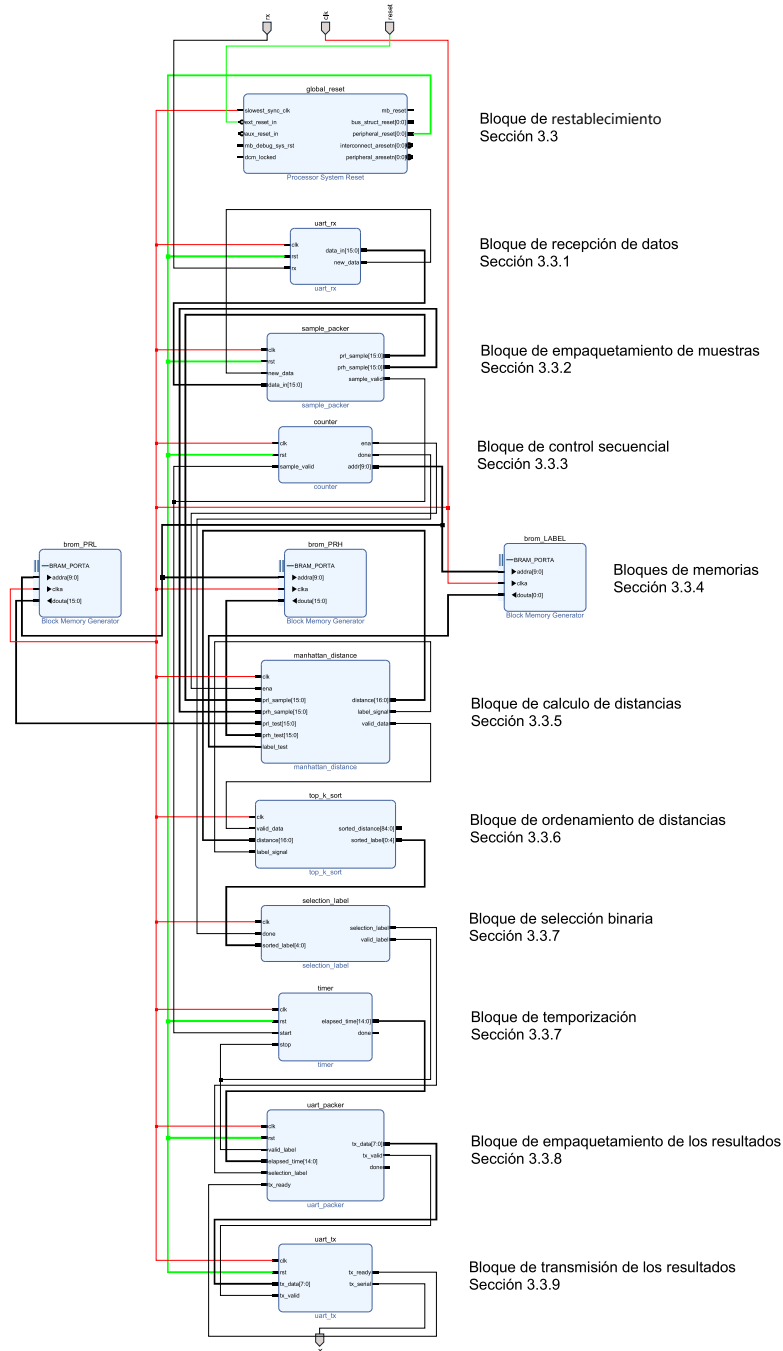 rx
clk
reset
global_reset
slowest_sync_clk
ext_reset_in
aux_reset_in
mb_debug_sys_rst
dcm_locked
mb_reset
bus_struct_reset[0:0]
peripheral_reset[0:0]
interconnect_aresetn[0:0]
peripheral_aresetn[0:0]
Processor System Reset
Bloque de restablecimiento
Sección 3.3
uart_rx
clk
rst
rx
data_in[15:0]
new_data
uart_rx
Bloque de recepción de datos
Sección 3.3.1
sample_packer
clk
rst
new_data
data_in[15:0]
prl_sample[15:0]
prh_sample[15:0]
sample_valid
sample_packer
Bloque de empaquetamiento de muestras
Sección 3.3.2
counter
clk
rst
sample_valid
ena
done
addr[9:0]
counter
Bloque de control secuencial
Sección 3.3.3
brom_PRL
BRAM_PORTA
addra[9:0]
clka
douta[15:0]
Block Memory Generator
brom_PRH
BRAM_PORTA
addra[9:0]
clka
douta[15:0]
Block Memory Generator
brom_LABEL
BRAM_PORTA
addra[9:0]
clka
douta[0:0]
Block Memory Generator
Bloques de memorias
Sección 3.3.4
manhattan_distance
clk
ena
prl_sample[15:0]
prh_sample[15:0]
prl_test[15:0]
prh_test[15:0]
label_test
distance[16:0]
label_signal
valid_data
manhattan_distance
Bloque de calculo de distancias
Sección 3.3.5
top_k_sort
clk
valid_data
distance[16:0]
label_signal
sorted_distance[84:0]
sorted_label[0:4]
top_k_sort
Bloque de ordenamiento de distancias
Sección 3.3.6
selection_label
clk
done
sorted_label[4:0]
selection_label
valid_label
selection_label
Bloque de selección binaria
Sección 3.3.7
timer
clk
rst
start
stop
elapsed_time[14:0]
done
timer
Bloque de temporización
Sección 3.3.7
uart_packer
clk
rst
valid_label
elapsed_time[14:0]
selection_label
tx_ready
tx_data[7:0]
tx_valid
done
uart_packer
Bloque de empaquetamiento de los resultados
Sección 3.3.8
uart_tx
clk
rst
tx_data[7:0]
tx_valid
tx_ready
tx_serial
uart_tx
Bloque de transmisión de los resultados
Sección 3.3.9